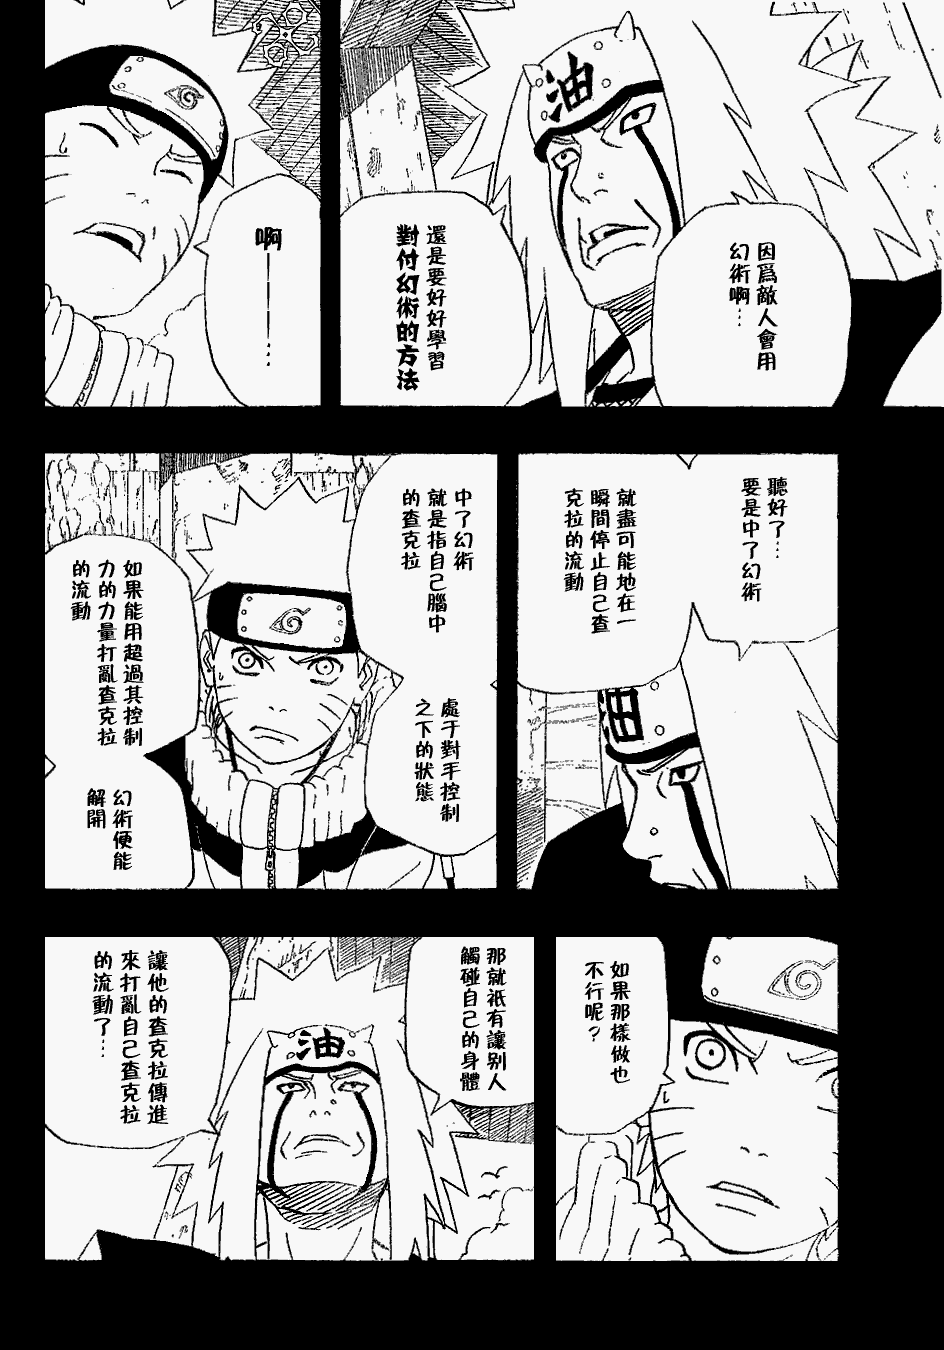 油
因爲敵人會用
幻術啊…
還是要好好學習
對付幻術的方法
啊———……
聽好了…
要是中了幻術
就盡可能地在一
瞬間停止自己查
克拉的流動
油
中了幻術
就是指自己腦中
的查克拉
處于對手控制
之下的狀態
如果能用超過其控制
力的力量打亂查克拉
的流動
幻術便能
解開
如果那樣做也
不行呢?
那就祇有讓别人
觸碰自己的身體
油
讓他的查克拉傳進
來打亂自己查克拉
的流動了…